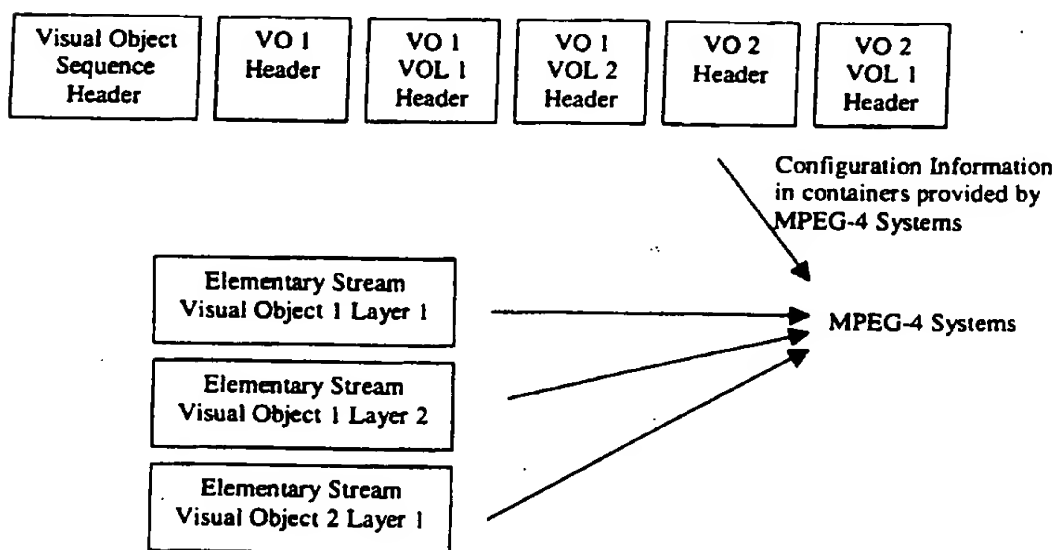 Visual Object
Sequence
Header
VO 1
Header
VO 1
VOL 1
Header
VO 1
VOL 2
Header
VO 2
Header
VO 2
VOL 1
Header
Configuration Information
in containers provided by
MPEG-4 Systems
Elementary Stream
Visual Object 1 Layer 1
MPEG-4 Systems
Elementary Stream
Visual Object 1 Layer 2
Elementary Stream
Visual Object 2 Layer 1